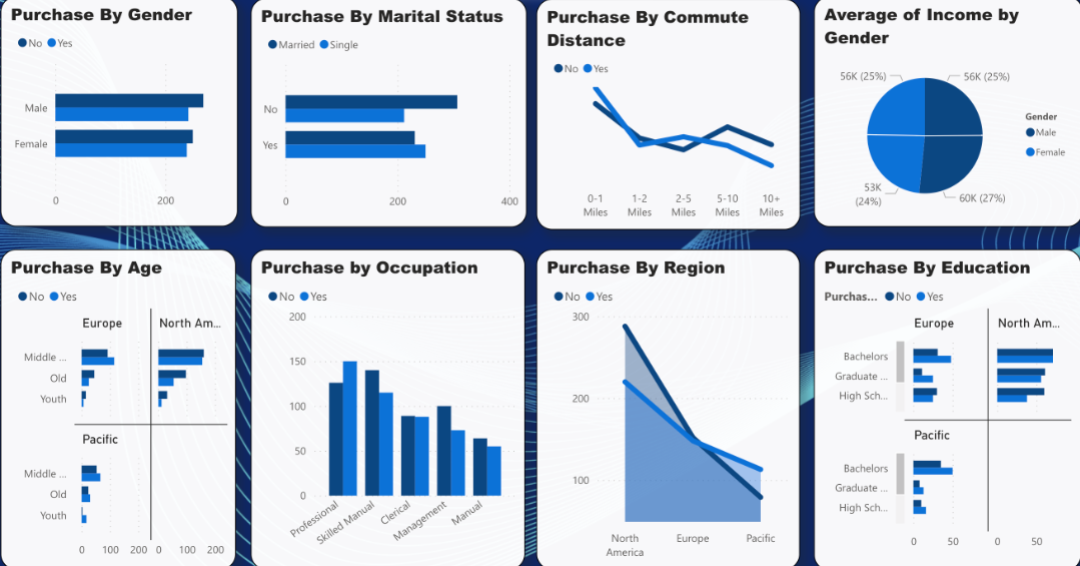 Purchase By Gender
No Yes
Male
Female
0 200
Purchase By Marital Status
Married Single
No
Yes
0 200 400
Purchase By Commute
Distance
No Yes
0-1 1-2 2-5 5-10 10+
Miles Miles Miles Miles Miles
Average of Income by
Gender
56K (25%) 56K (25%)
53K
(24%)
60K (27%)
Gender
Male
Female
Purchase By Age
No Yes
Europe North Am...
Middle ...
Old
Youth
Pacific
Middle ...
Old
Youth
0 100 200 0 100 200
Purchase by Occupation
No Yes
200
150
100
50
0
Professional
Skilled Manual
Clerical
Management
Manual
Purchase By Region
No Yes
300
200
100
North Europe Pacific
America
Purchase By Education
Purchas... No Yes
Europe North Am...
Bachelors
Graduate ...
High Sch...
Pacific
Bachelors
Graduate ...
High Sch...
0 50 0 50